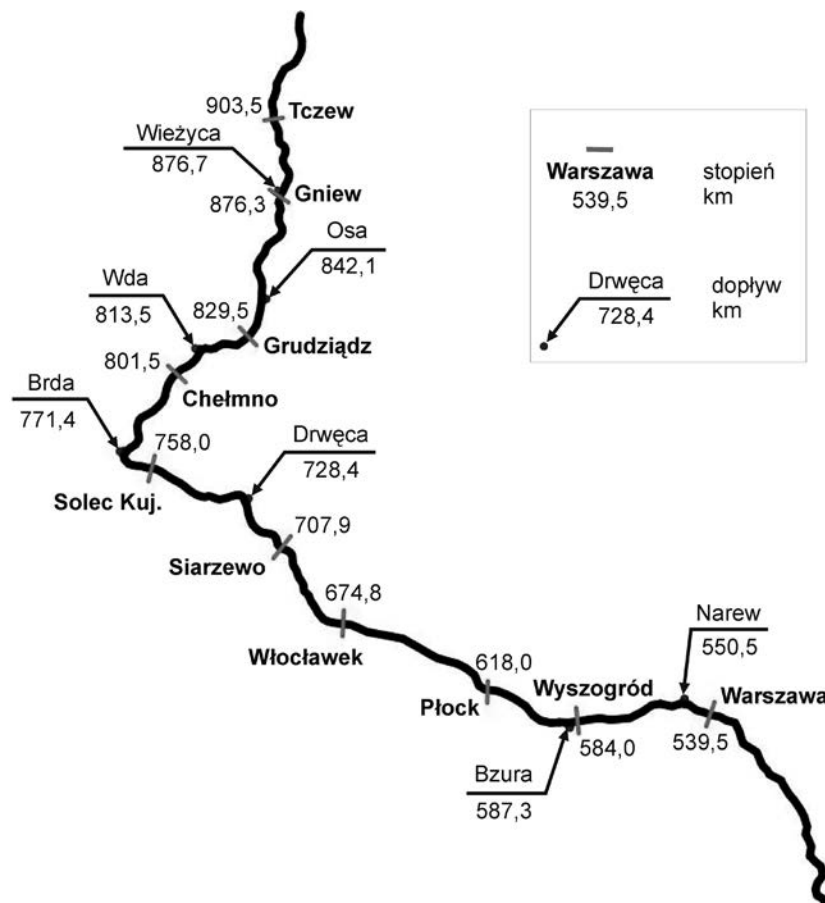 903,5
Tczew
Wieżyca
876,7
876,3
Gniew
Osa
842,1
Wda
813,5
829,5
Grudziądz
801,5
Chełmno
Brda
771,4
758,0
Solec Kuj.
Drwęca
728,4
707,9
Siarzewo
674,8
Włocławek
618,0
Płock
Wyszogród
584,0
Bzura
587,3
Narew
550,5
Warszawa
539,5
Warszawa stopień
539,5 km
Drwęca dopływ
728,4 km